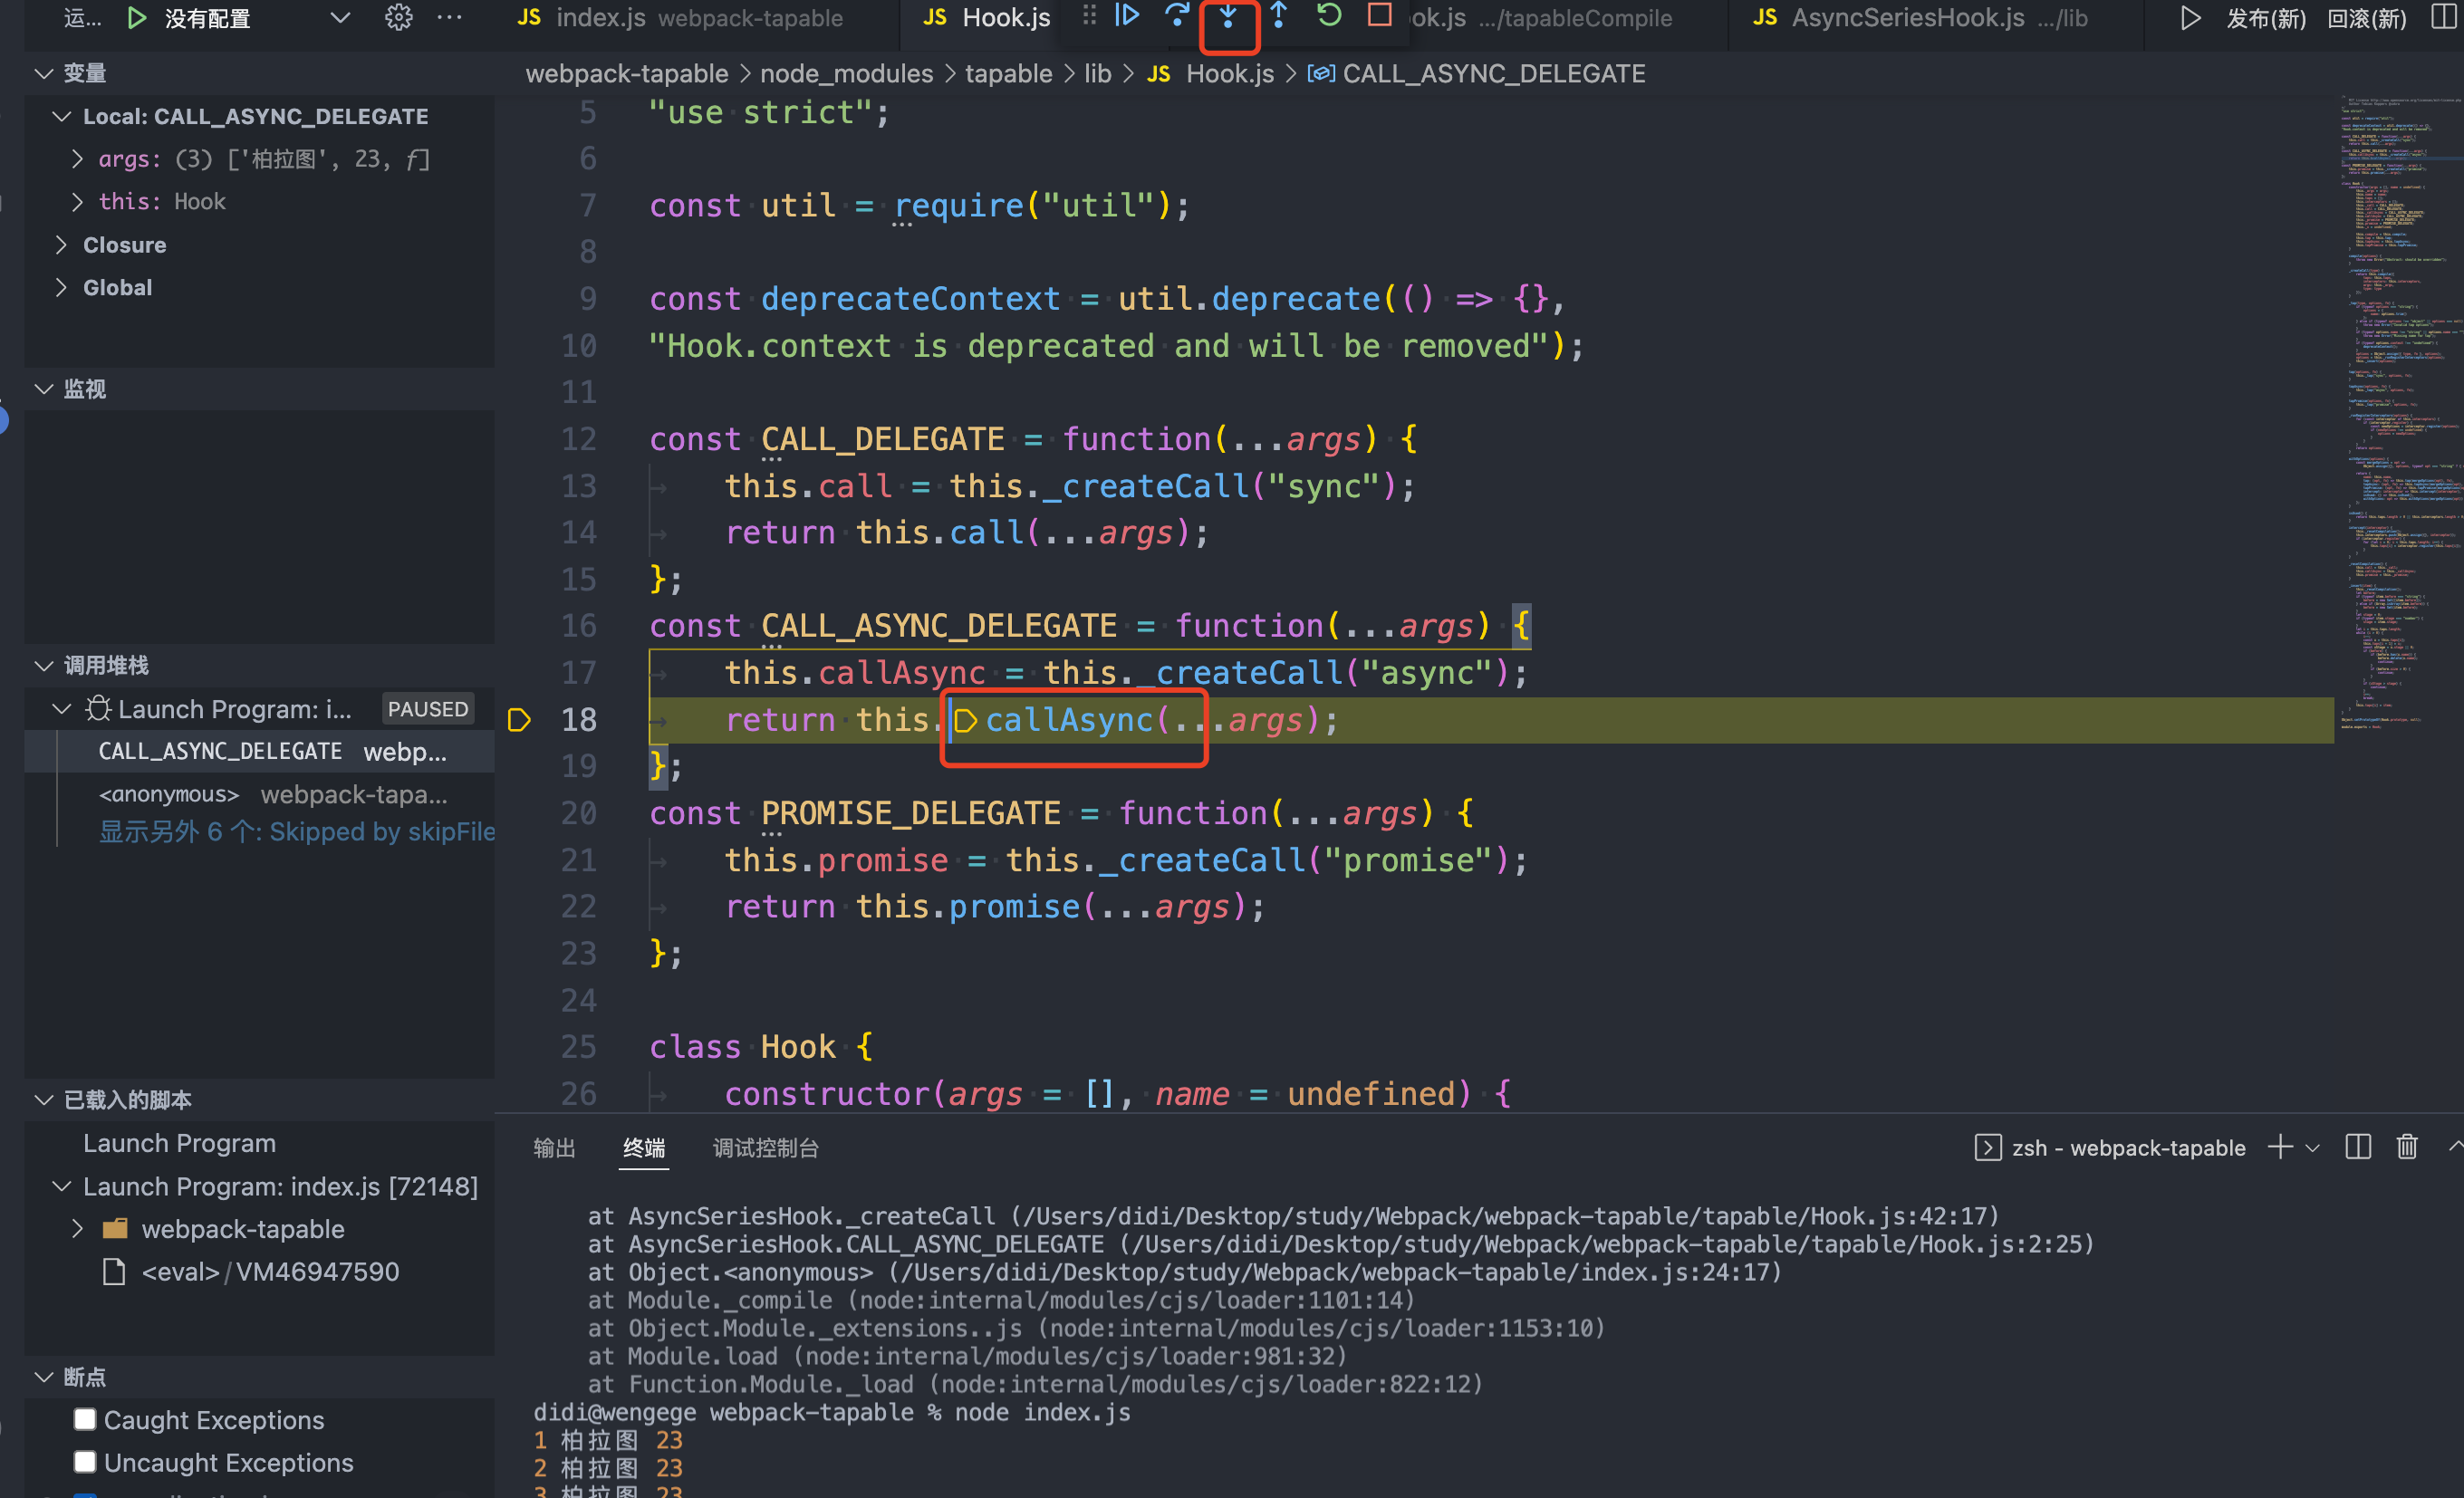 运... 没有配置 ···
JS index.js webpack-tapable
JS Hook.js
ok.js .../tapableCompile
JS AsyncSeriesHook.js .../lib
发布(新) 回滚(新)
webpack-tapable > node_modules > tapable > lib > JS Hook.js > CALL_ASYNC_DELEGATE
变量
Local: CALL_ASYNC_DELEGATE
args: (3) ['柏拉图', 23, ƒ]
this: Hook
Closure
Global
监视
调用堆栈
Launch Program: i... PAUSED
CALL_ASYNC_DELEGATE webp...
<anonymous> webpack-tapa...
显示另外 6 个: Skipped by skipFile
已载入的脚本
Launch Program
Launch Program: index.js [72148]
webpack-tapable
<eval>/VM46947590
断点
Caught Exceptions
Uncaught Exceptions
5 "use strict";
6
7 const util = require("util");
8
9 const deprecateContext = util.deprecate(() => {},
10 "Hook.context is deprecated and will be removed");
11
12 const CALL_DELEGATE = function(...args) {
13 this.call = this._createCall("sync");
14 return this.call(...args);
15 };
16 const CALL_ASYNC_DELEGATE = function(...args) {
17 this.callAsync = this._createCall("async");
18 return this.callAsync(...args);
19 };
20 const PROMISE_DELEGATE = function(...args) {
21 this.promise = this._createCall("promise");
22 return this.promise(...args);
23 };
24
25 class Hook {
26 constructor(args = [], name = undefined) {
输出 终端 调试控制台
zsh - webpack-tapable
at AsyncSeriesHook._createCall (/Users/didi/Desktop/study/Webpack/webpack-tapable/tapable/Hook.js:42:17)
at AsyncSeriesHook.CALL_ASYNC_DELEGATE (/Users/didi/Desktop/study/Webpack/webpack-tapable/tapable/Hook.js:2:25)
at Object.<anonymous> (/Users/didi/Desktop/study/Webpack/webpack-tapable/index.js:24:17)
at Module._compile (node:internal/modules/cjs/loader:1101:14)
at Object.Module._extensions..js (node:internal/modules/cjs/loader:1153:10)
at Module.load (node:internal/modules/cjs/loader:981:32)
at Function.Module._load (node:internal/modules/cjs/loader:822:12)
didi@wengege webpack-tapable % node index.js
1 柏拉图 23
2 柏拉图 23
3 柏拉图 23